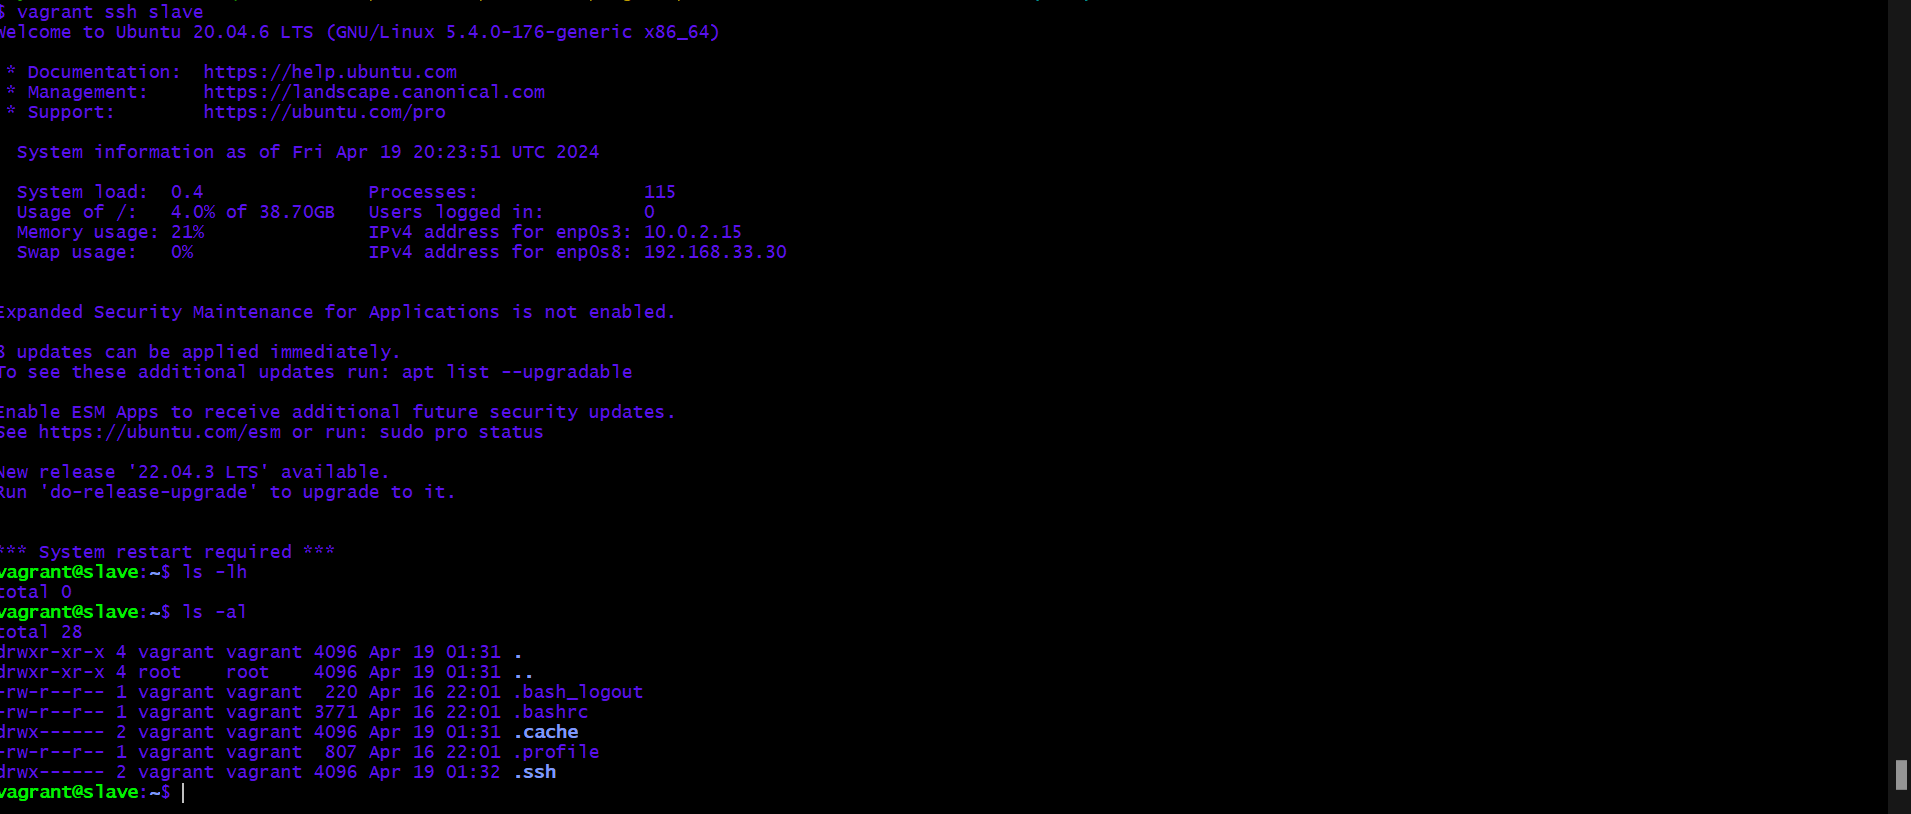 $ vagrant ssh slave
Welcome to Ubuntu 20.04.6 LTS (GNU/Linux 5.4.0-176-generic x86_64)
* Documentation:  https://help.ubuntu.com
* Management:     https://landscape.canonical.com
* Support:        https://ubuntu.com/pro
System information as of Fri Apr 19 20:23:51 UTC 2024
System load:  0.4               Processes:               115
Usage of /:   4.0% of 38.70GB   Users logged in:         0
Memory usage: 21%               IPv4 address for enp0s3: 10.0.2.15
Swap usage:   0%                IPv4 address for enp0s8: 192.168.33.30
Expanded Security Maintenance for Applications is not enabled.
updates can be applied immediately.
To see these additional updates run: apt list --upgradable
Enable ESM Apps to receive additional future security updates.
See https://ubuntu.com/esm or run: sudo pro status
New release '22.04.3 LTS' available.
Run 'do-release-upgrade' to upgrade to it.
*** System restart required ***
vagrant@slave:~$ ls -lh
total 0
vagrant@slave:~$ ls -al
total 28
drwxr-xr-x 4 vagrant vagrant 4096 Apr 19 01:31 .
drwxr-xr-x 4 root    root    4096 Apr 19 01:31 ..
-rw-r--r-- 1 vagrant vagrant  220 Apr 16 22:01 .bash_logout
-rw-r--r-- 1 vagrant vagrant 3771 Apr 16 22:01 .bashrc
drwx------ 2 vagrant vagrant 4096 Apr 19 01:31 .cache
-rw-r--r-- 1 vagrant vagrant  807 Apr 16 22:01 .profile
drwx------ 2 vagrant vagrant 4096 Apr 19 01:32 .ssh
vagrant@slave:~$